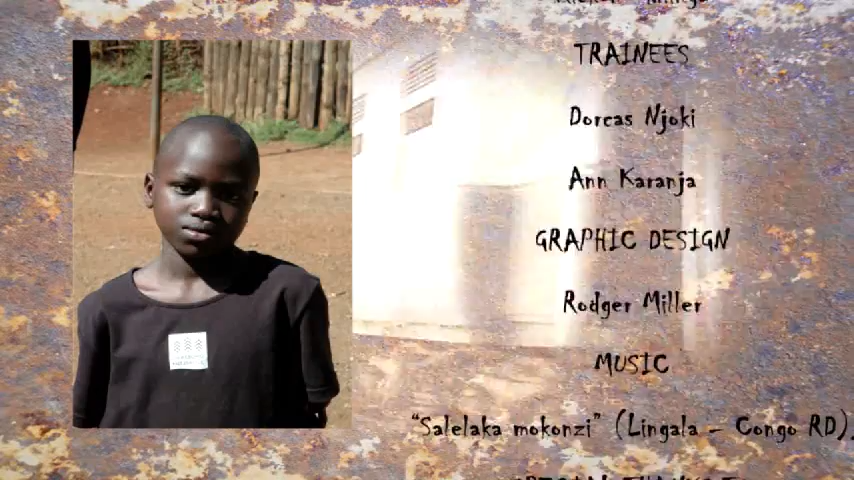 TRAINEES
Dorcas Njoki
Ann Karanja
GRAPHIC DESIGN
Rodger Miller
MUSIC
“Salelaka mokonzi” (Lingala – Congo RD),